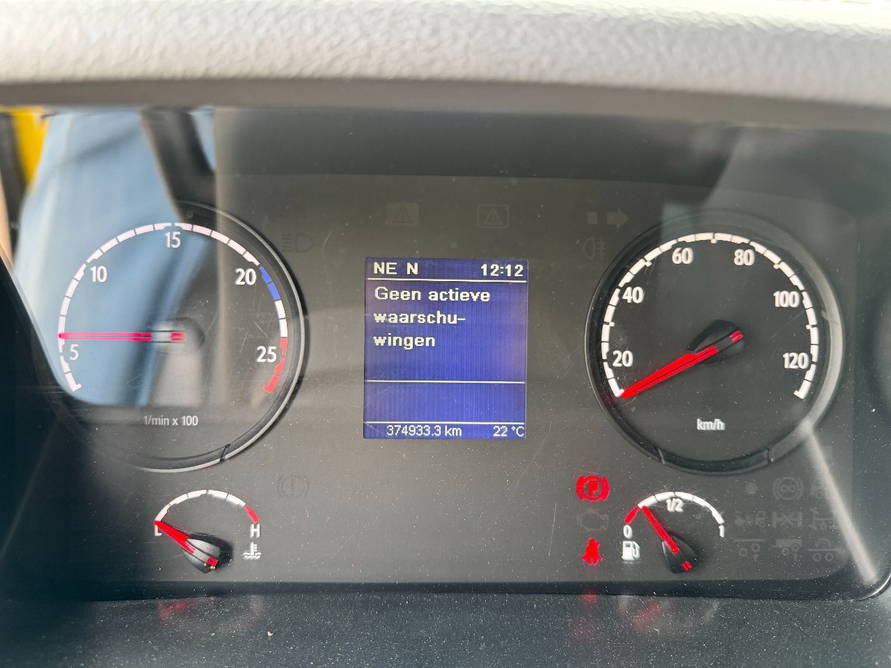 NE N 12:12
Geen actieve
waarschu-
wingen
374933.3 km 22 °C
5
10
15
20
25
1/min x 100
20
40
60
80
100
120
km/h
L H
0 1/2 1
P